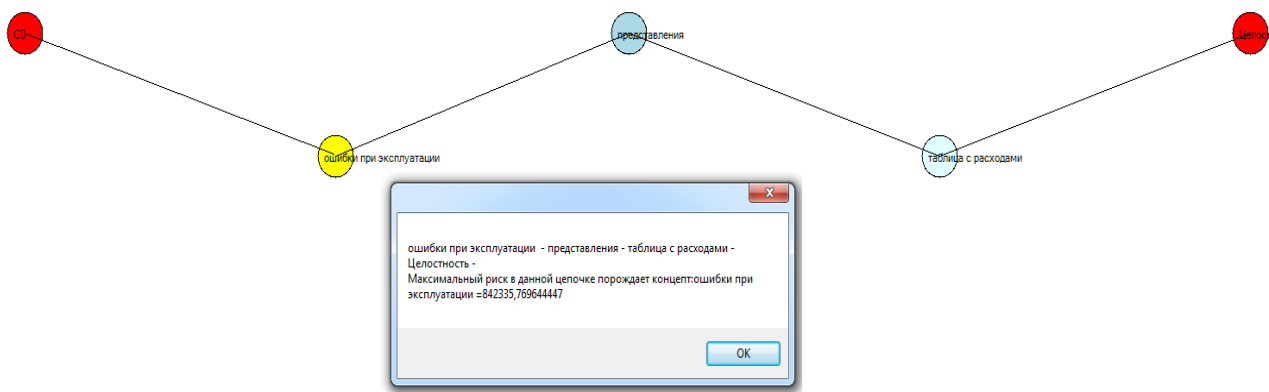 C0
представления
Целост
ошибки при эксплуатации
таблица с расходами
ошибки при эксплуатации - представления - таблица с расходами -
Целостность -
Максимальный риск в данной цепочке порождает концепт:ошибки при
эксплуатации =842335,769644447
OK